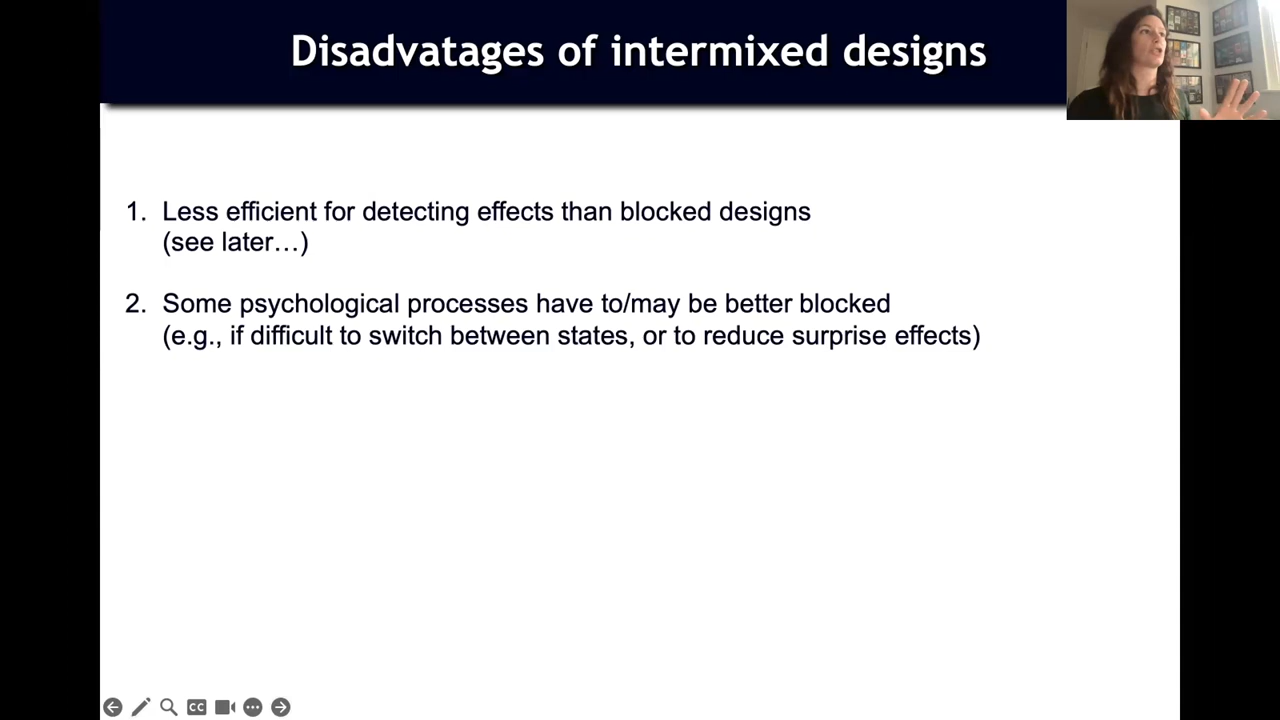 Disadvatages of intermixed designs
1. Less efficient for detecting effects than blocked designs
(see later…)
2. Some psychological processes have to/may be better blocked
(e.g., if difficult to switch between states, or to reduce surprise effects)
CC